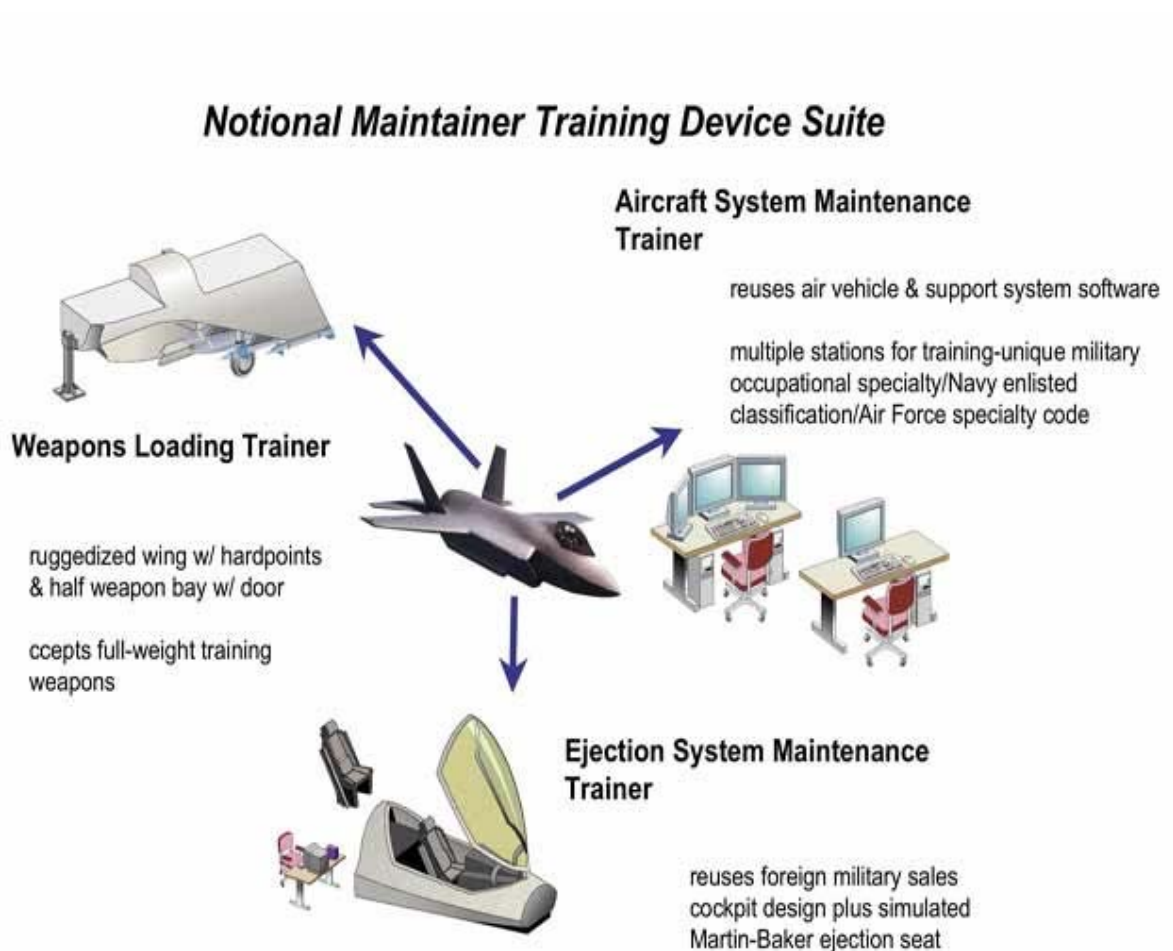 Notional Maintainer Training Device Suite
Aircraft System Maintenance
Trainer
reuses air vehicle & support system software
multiple stations for training-unique military
occupational specialty/Navy enlisted
classification/Air Force specialty code
Weapons Loading Trainer
ruggedized wing w/ hardpoints
& half weapon bay w/ door
ccepts full-weight training
weapons
Ejection System Maintenance
Trainer
reuses foreign military sales
cockpit design plus simulated
Martin-Baker ejection seat